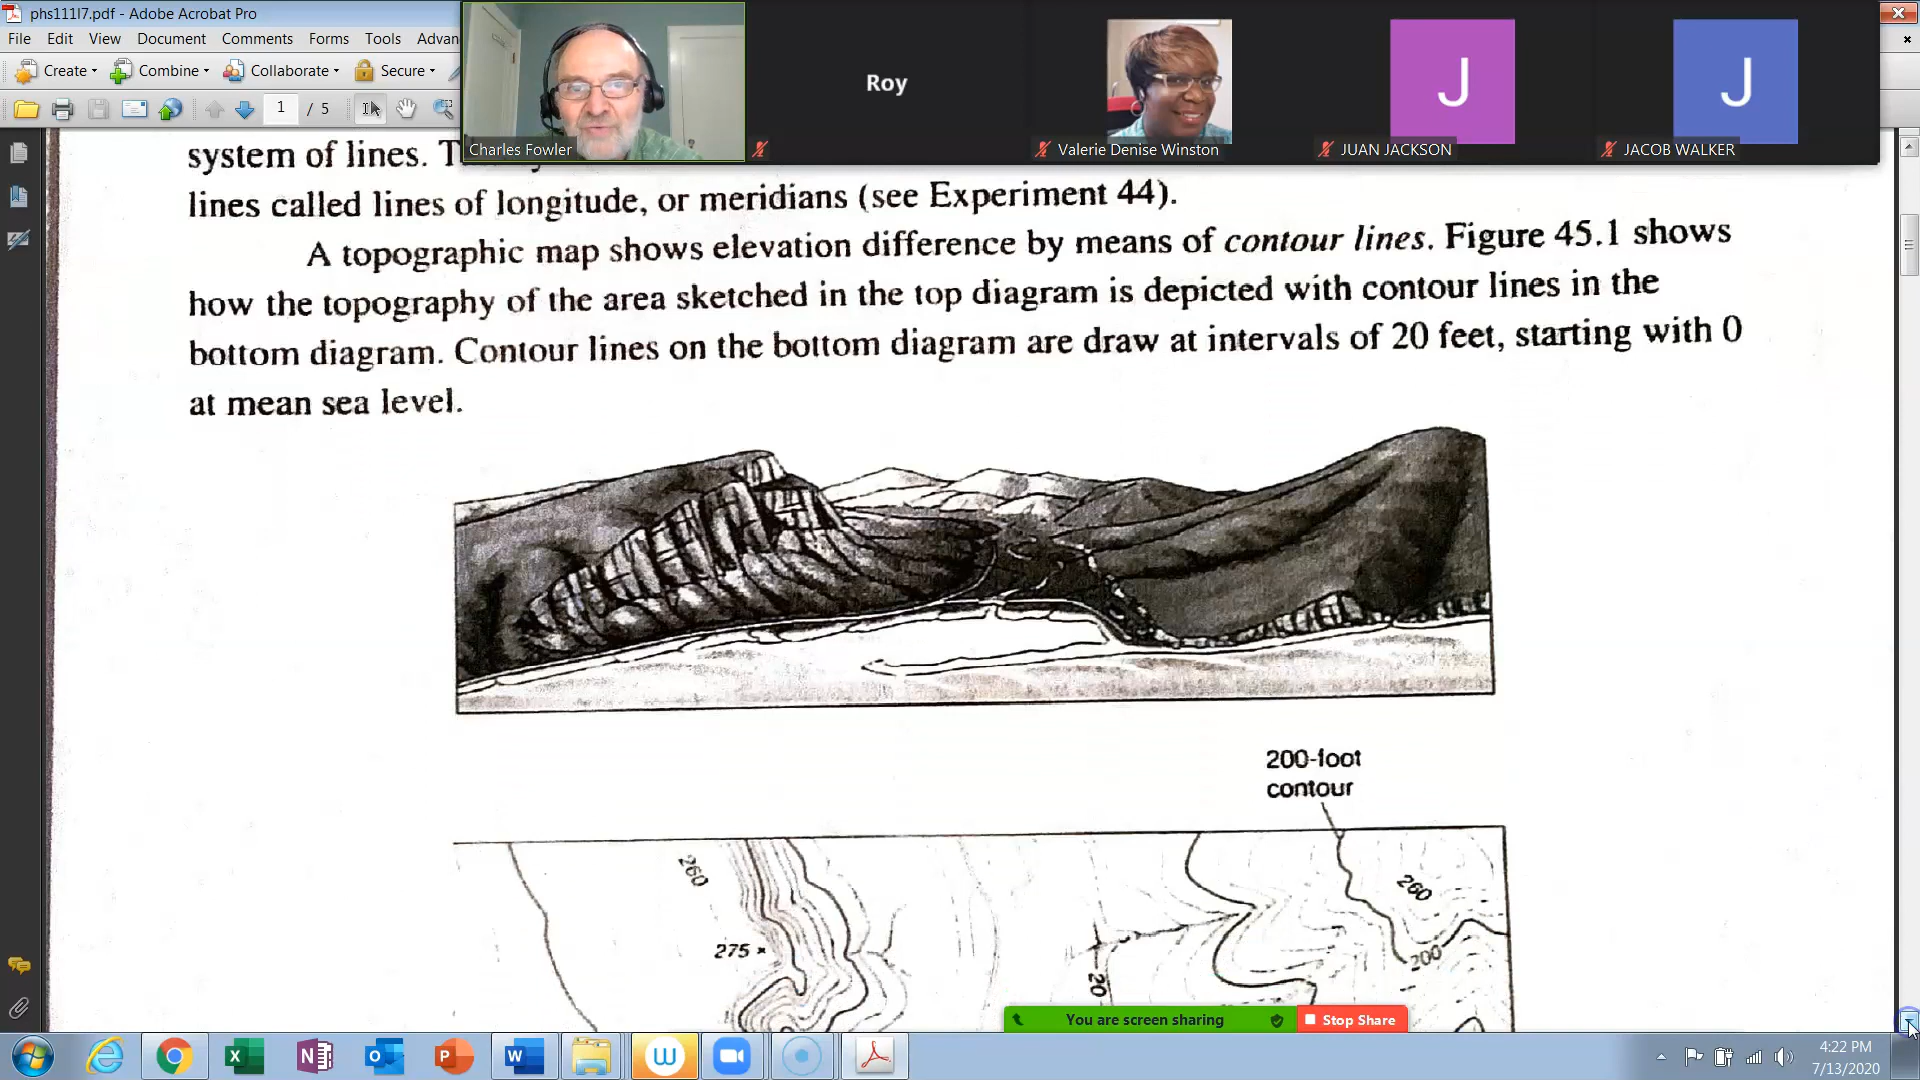 phs111l7.pdf - Adobe Acrobat Pro
File Edit View Document Comments Forms Tools Advan
Create Combine Collaborate Secure
1 / 5
Charles Fowler
Roy
Valerie Denise Winston
J
JUAN JACKSON
J
JACOB WALKER
system of lines.
lines called lines of longitude, or meridians (see Experiment 44).
A topographic map shows elevation difference by means of contour lines. Figure 45.1 shows
how the topography of the area sketched in the top diagram is depicted with contour lines in the
bottom diagram. Contour lines on the bottom diagram are draw at intervals of 20 feet, starting with 0
at mean sea level.
200-foot
contour
260
260
275 ×
200
20
You are screen sharing Stop Share
4:22 PM
7/13/2020